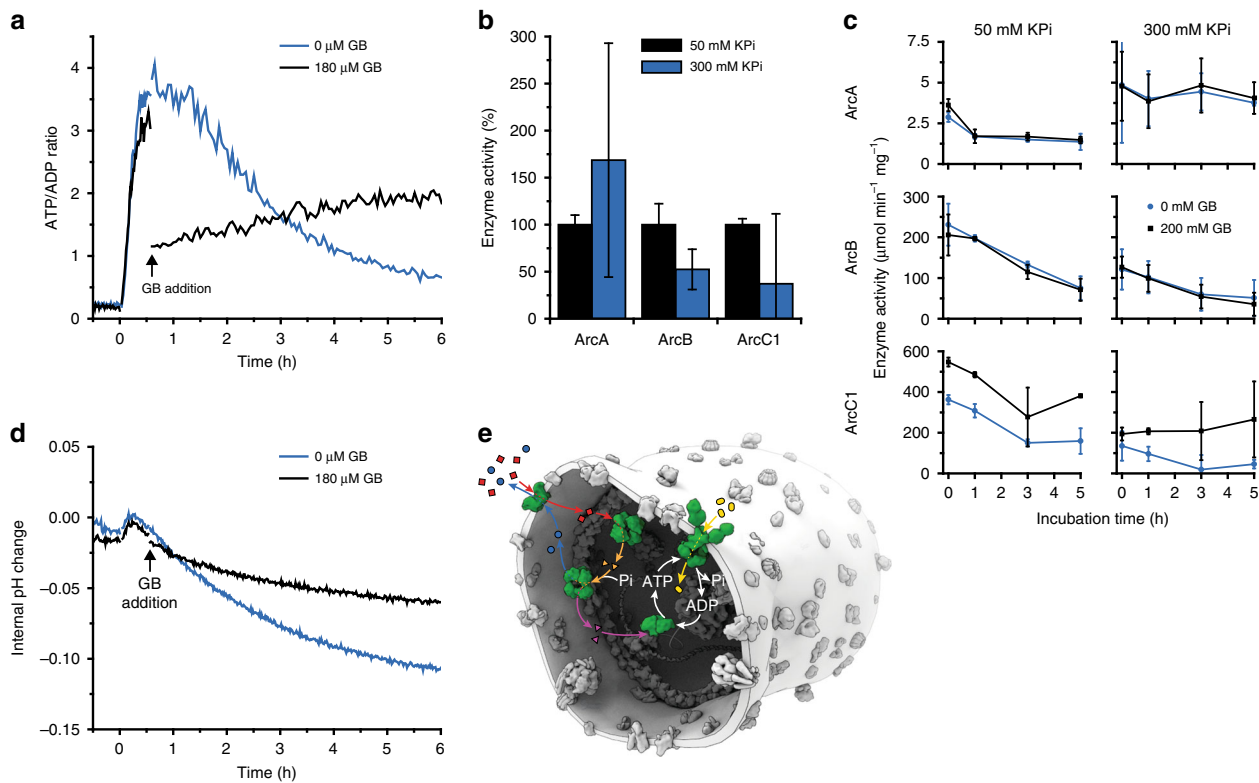 a
ATP/ADP ratio
4
3
2
1
0
0 μM GB
180 μM GB
GB addition
0 1 2 3 4 5 6
Time (h)
b
Enzyme activity (%)
300
250
200
150
100
50
0
50 mM KPi
300 mM KPi
ArcA ArcB ArcC1
c
50 mM KPi 300 mM KPi
Enzyme activity (μmol min⁻¹ mg⁻¹)
ArcA
7.5
5
2.5
0
ArcB
300
200
100
0
0 mM GB
200 mM GB
ArcC1
600
400
200
0
0 1 2 3 4 5 0 1 2 3 4 5
Incubation time (h)
d
Internal pH change
0.05
0.00
−0.05
−0.10
−0.15
0 μM GB
180 μM GB
GB
addition
0 1 2 3 4 5 6
Time (h)
e
Pi
ATP
Pi
ADP